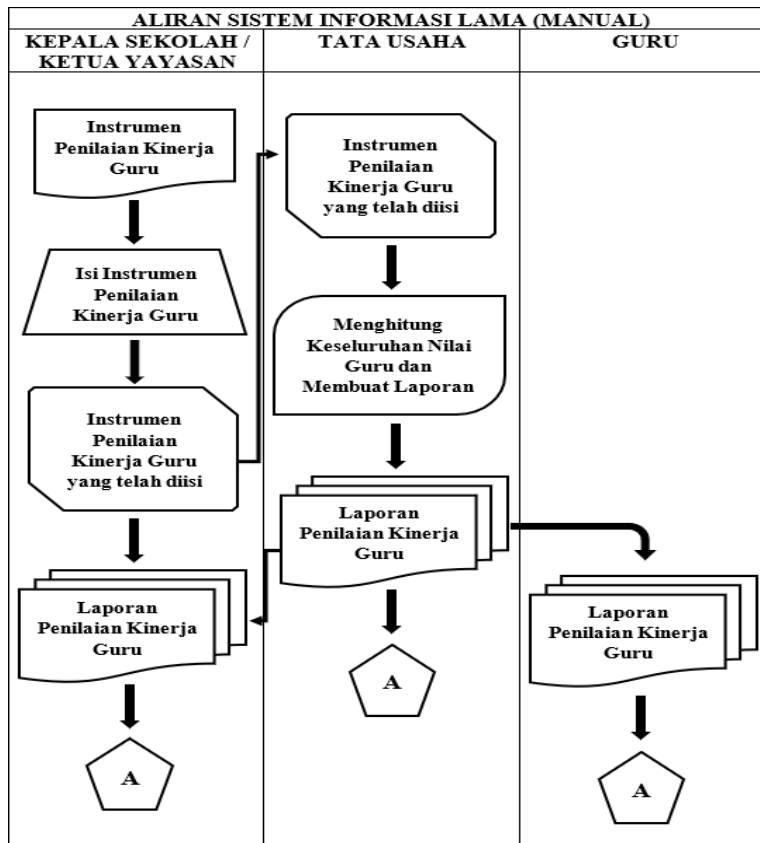 ALIRAN SISTEM INFORMASI LAMA (MANUAL)
KEPALA SEKOLAH /
KETUA YAYASAN
TATA USAHA
GURU
Instrumen
Penilaian Kinerja
Guru
Isi Instrumen
Penilaian
Kinerja Guru
Instrumen
Penilaian
Kinerja Guru
yang telah diisi
Laporan
Penilaian Kinerja
Guru
A
Instrumen
Penilaian
Kinerja Guru
yang telah diisi
Menghitung
Keseluruhan Nilai
Guru dan
Membuat Laporan
Laporan
Penilaian Kinerja
Guru
A
Laporan
Penilaian Kinerja
Guru
A